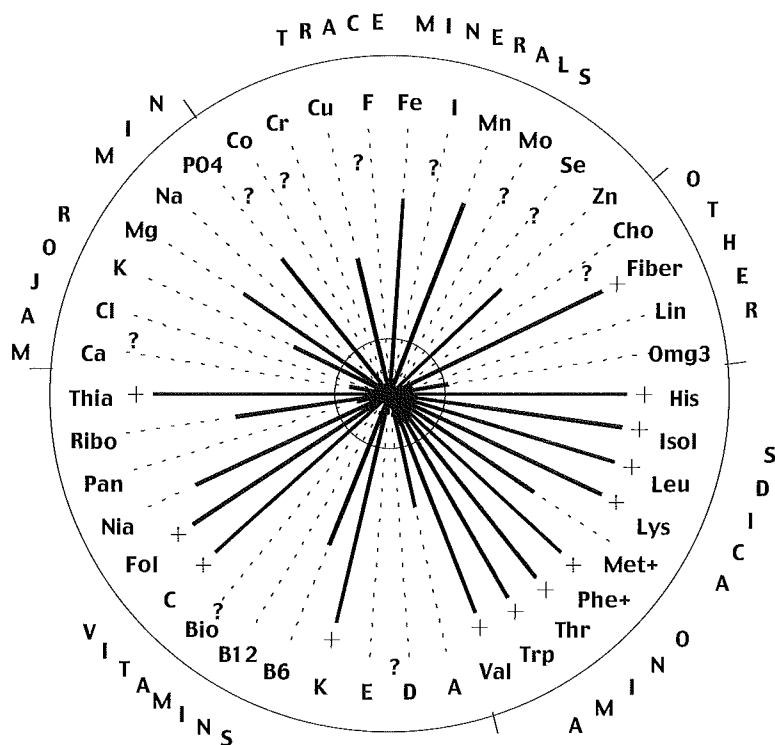 TRACE MINERALS
OTHER
AMINO ACIDS
VITAMINS
MAJOR MIN
Co
Cr
Cu
F
Fe
I
Mn
Mo
Se
Zn
Cho
Fiber
Lin
Omg3
His
Isol
Leu
Lys
Met+
Phe+
Thr
Trp
Val
A
D
E
K
B6
B12
Bio
C
Fol
Nia
Pan
Ribo
Thia
Ca
Cl
K
Mg
Na
PO4
?
?
?
?
?
?
?
?
?
?
+
+
+
+
+
+
+
+
+
+
+
+
+
+